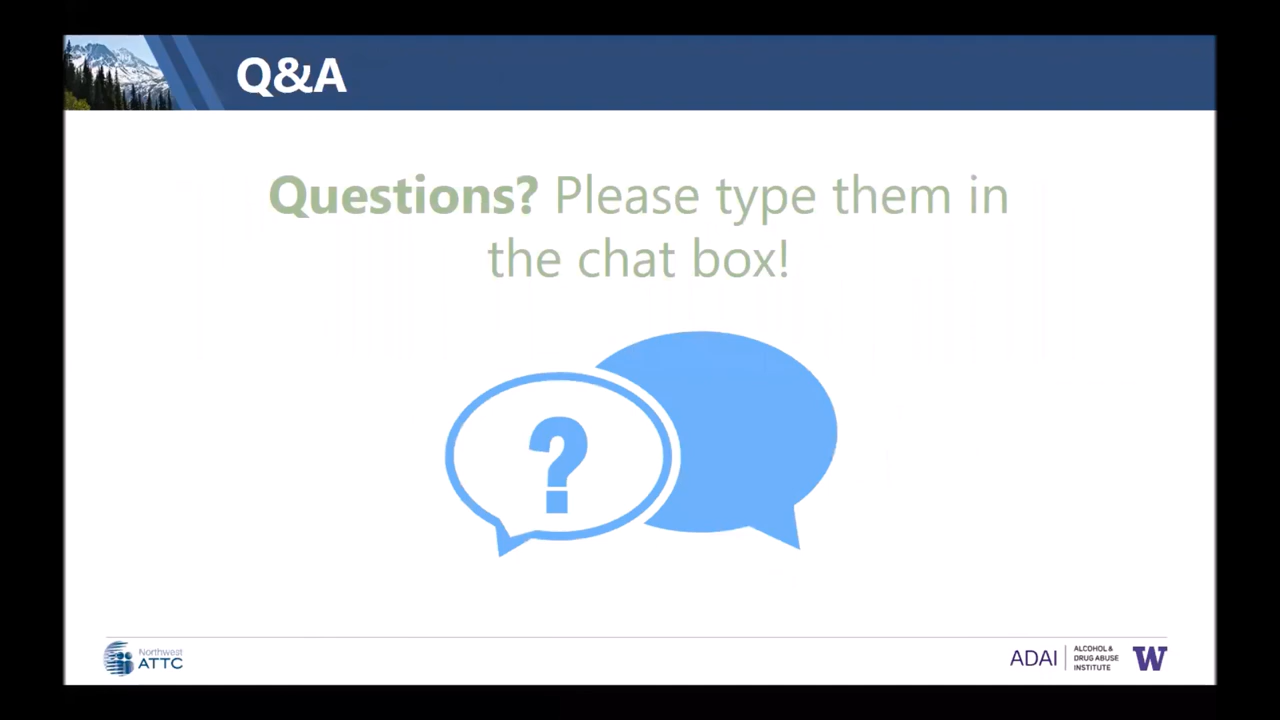 Q&A
Questions? Please type them in
the chat box!
?
Northwest
ATTC
ADAI
ALCOHOL &
DRUG ABUSE
INSTITUTE
W